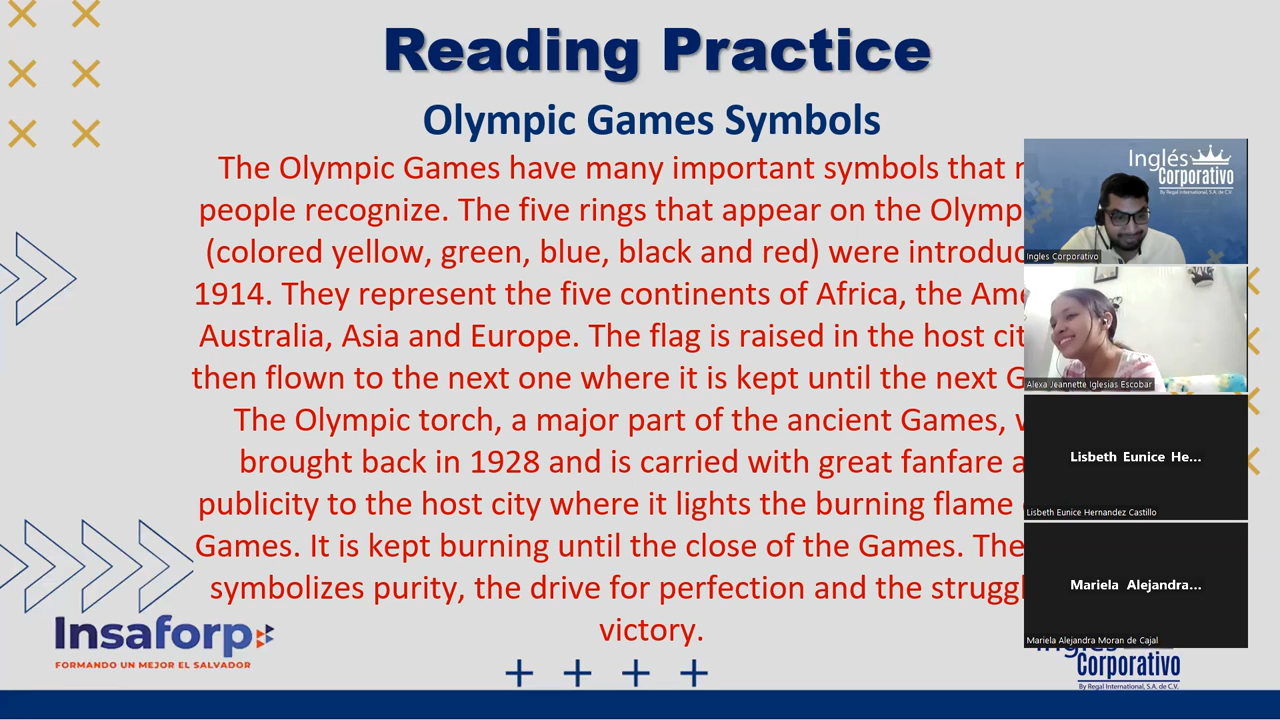 Reading Practice
Olympic Games Symbols
The Olympic Games have many important symbols that
people recognize. The five rings that appear on the
(colored yellow, green, blue, black and red) were
1914. They represent the five continents of Africa, the
Australia, Asia and Europe. The flag is raised in the host
then flown to the next one where it is kept until the next
The Olympic torch, a major part of the ancient Games,
brought back in 1928 and is carried with great fanfare
publicity to the host city where it lights the burning flame
Games. It is kept burning until the close of the Games. The
symbolizes purity, the drive for perfection and the
victory.
Inglés
Corporativo
By Regal International, S.A. de C.V.
Ingles Corporativo
Alexa Jeannette Iglesias Escobar
Lisbeth Eunice He...
Lisbeth Eunice Hernandez Castillo
Mariela Alejandra...
Mariela Alejandra Moran de Cajal
Insaforp
FORMANDO UN MEJOR EL SALVADOR
Corporativo
By Regal International, S.A. de C.V.